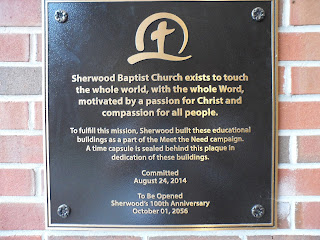 Sherwood Baptist Church exists to touch
the whole world, with the whole Word,
motivated by a passion for Christ and
compassion for all people.
To fulfill this mission, Sherwood built these educational
buildings as a part of the Meet the Need campaign.
A time capsule is sealed behind this plaque in
dedication of these buildings.
Committed
August 24, 2014
To Be Opened
Sherwood's 100th Anniversary
October 01, 2056